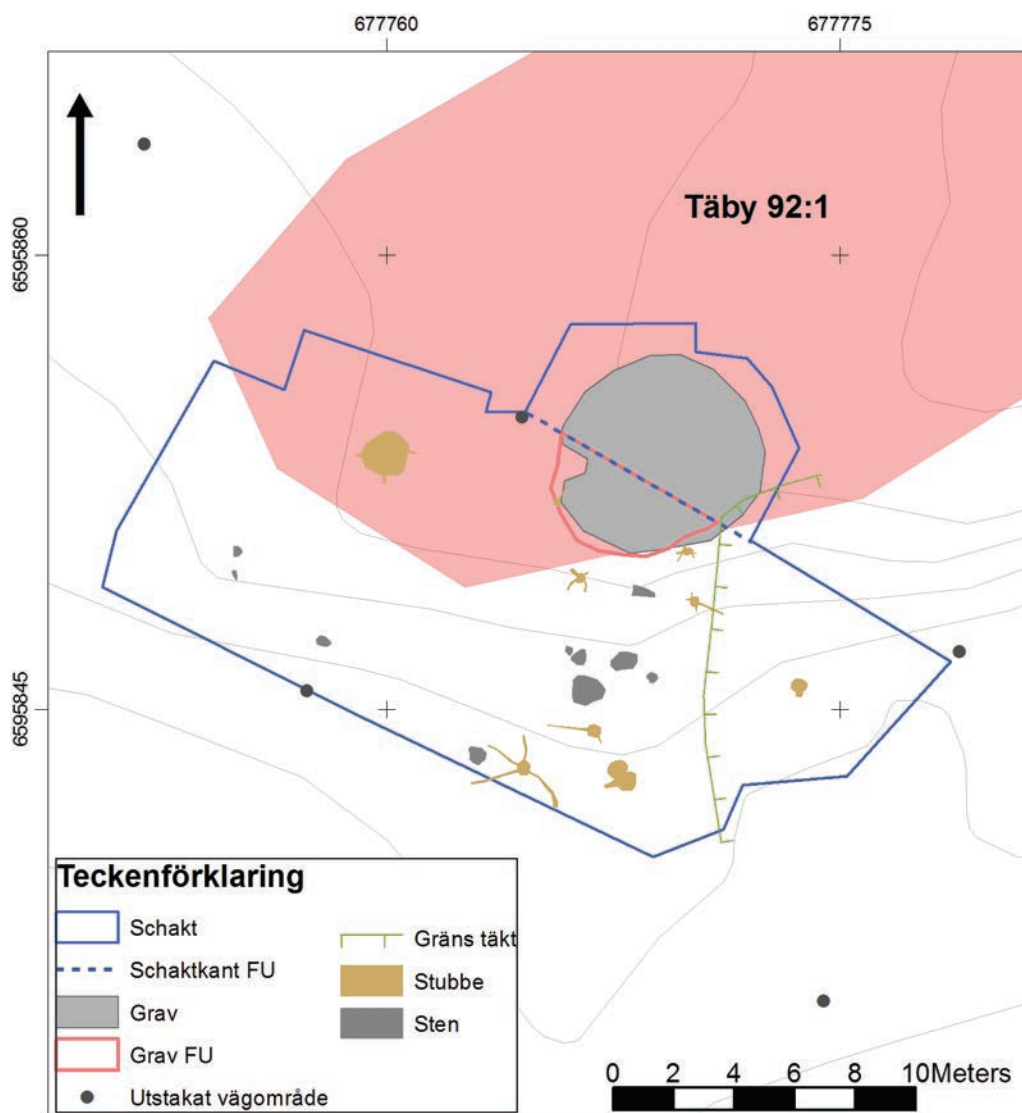 677760 677775
Täby 92:1
6595860
6595845
Teckenförklaring
Schakt
Schaktkant FU
Grav
Grav FU
Utstakat vägområde
Gräns täkt
Stubbe
Sten
0 2 4 6 8 10Meters